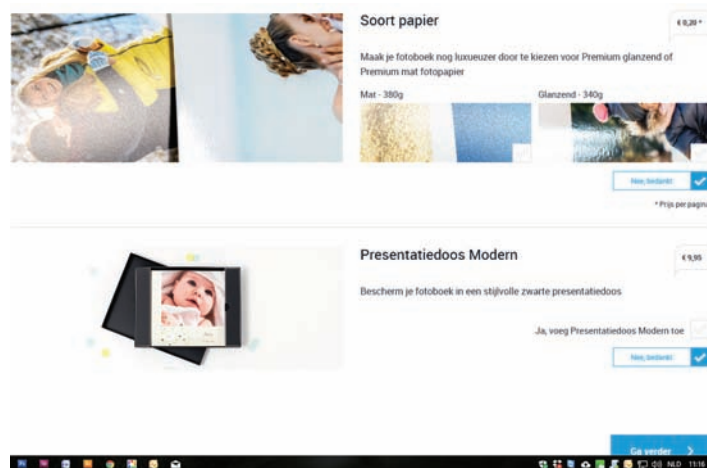 Soort papier
€ 0,20 *
Maak je fotoboek nog luxueuzer door te kiezen voor Premium glanzend of
Premium mat fotopapier
Mat - 380g
Glanzend - 340g
Nee, bedankt
* Prijs per pagina
Presentatiedoos Modern
€ 9,95
Bescherm je fotoboek in een stijlvolle zwarte presentatiedoos
Ja, voeg Presentatiedoos Modern toe
Nee, bedankt
Ga verder
NLD 11:16